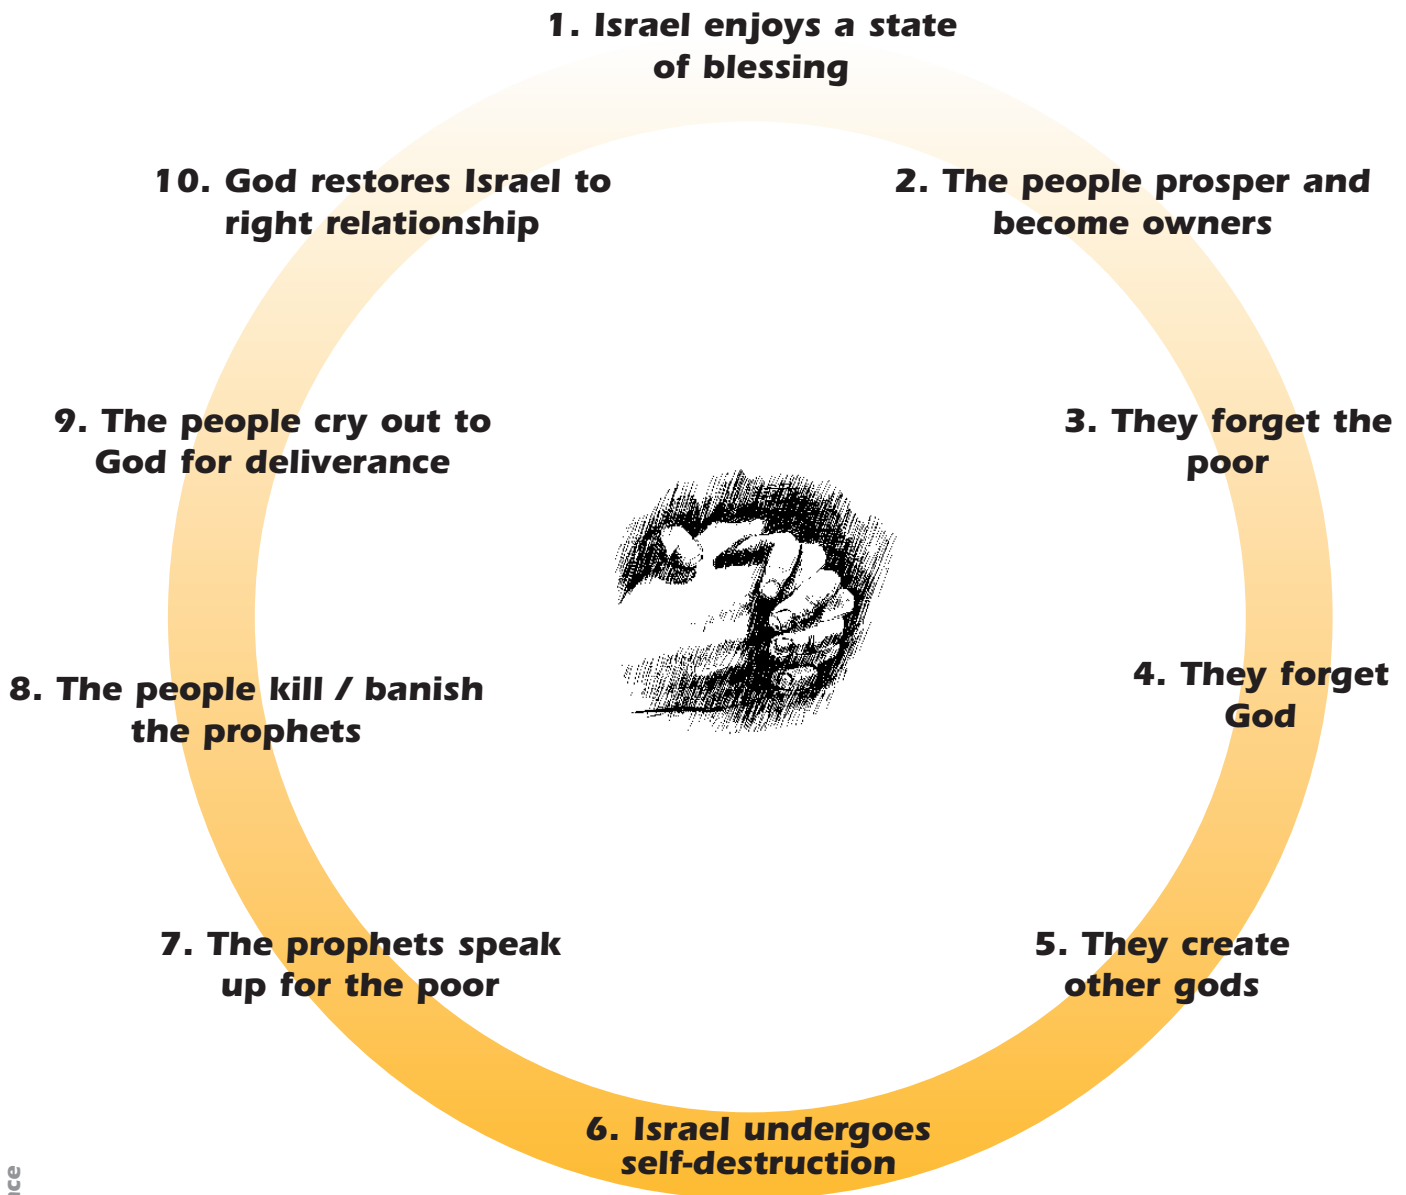 1. Israel enjoys a state
of blessing
2. The people prosper and
become owners
3. They forget the
poor
4. They forget
God
5. They create
other gods
6. Israel undergoes
self-destruction
7. The prophets speak
up for the poor
8. The people kill / banish
the prophets
9. The people cry out to
God for deliverance
10. God restores Israel to
right relationship